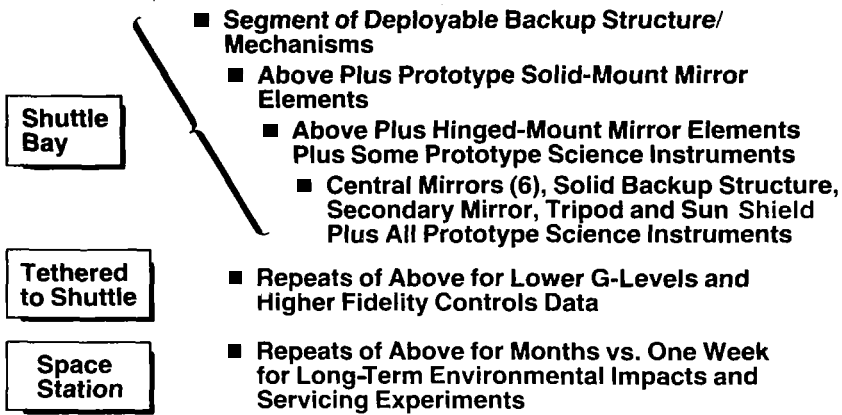 ■ Segment of Deployable Backup Structure/
Mechanisms
■ Above Plus Prototype Solid-Mount Mirror
Elements
Shuttle
Bay
■ Above Plus Hinged-Mount Mirror Elements
Plus Some Prototype Science Instruments
■ Central Mirrors (6), Solid Backup Structure,
Secondary Mirror, Tripod and Sun Shield
Plus All Prototype Science Instruments
Tethered
to Shuttle
■ Repeats of Above for Lower G-Levels and
Higher Fidelity Controls Data
Space
Station
■ Repeats of Above for Months vs. One Week
for Long-Term Environmental Impacts and
Servicing Experiments